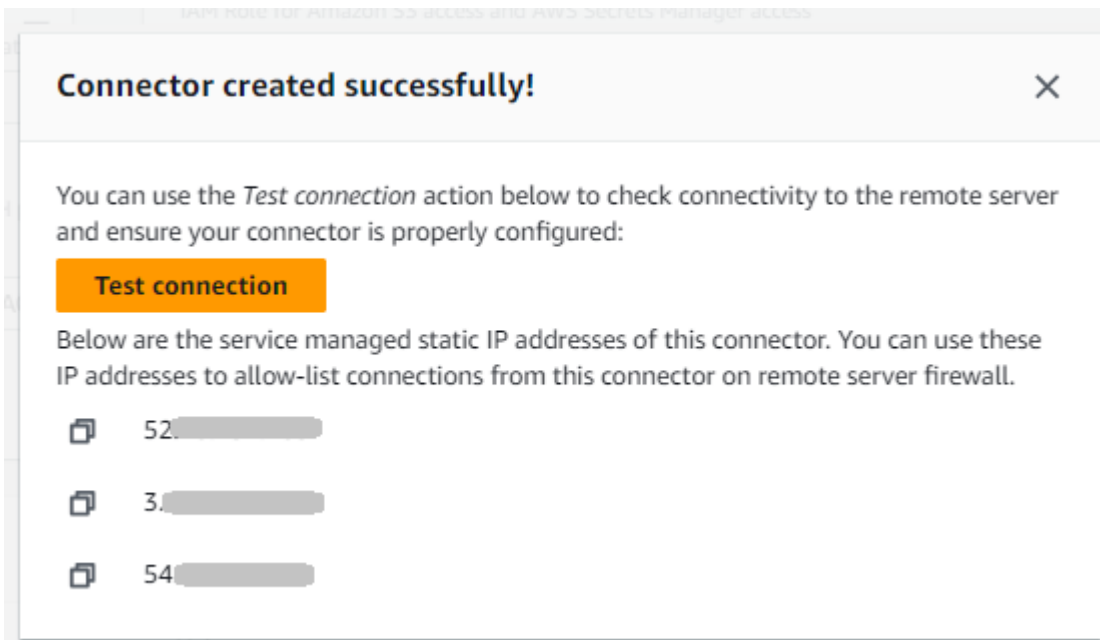 IAM Role for Amazon S3 access and AWS Secrets Manager access
Connector created successfully!
You can use the Test connection action below to check connectivity to the remote server
and ensure your connector is properly configured:
Test connection
Below are the service managed static IP addresses of this connector. You can use these
IP addresses to allow-list connections from this connector on remote server firewall.
52.
3.
54